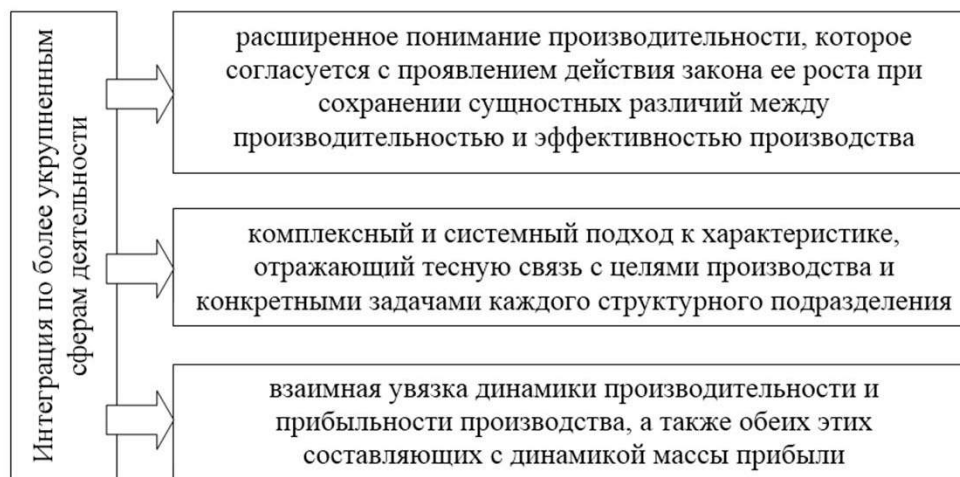 Интеграция по более укрупненным
сферам деятельности
расширенное понимание производительности, которое
согласуется с проявлением действия закона ее роста при
сохранении сущностных различий между
производительностью и эффективностью производства
комплексный и системный подход к характеристике,
отражающий тесную связь с целями производства и
конкретными задачами каждого структурного подразделения
взаимная увязка динамики производительности и
прибыльности производства, а также обеих этих
составляющих с динамикой массы прибыли